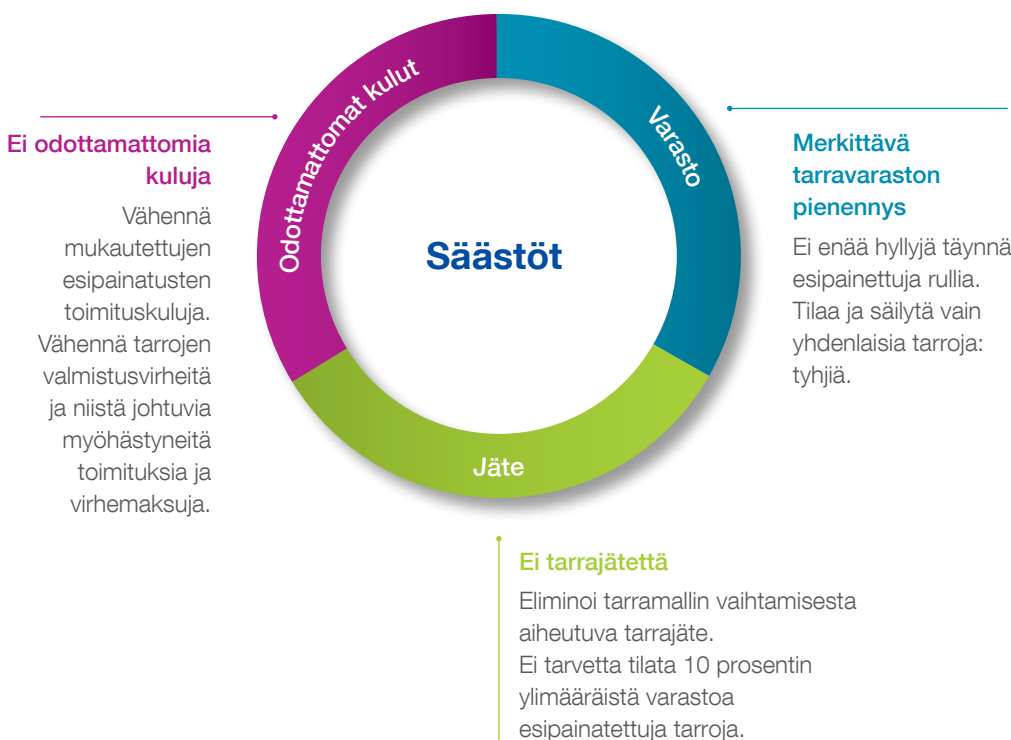 Odottamattomat kulut
Varasto
Jäte
Säästöt
Ei odottamattomia
kuluja
Vähennä
mukautettujen
esipainatusten
toimituskuluja.
Vähennä tarrojen
valmistusvirheitä
ja niistä johtuvia
myöhästyneitä
toimituksia ja
virhemaksuja.
Merkittävä
tarravaraston
pienennys
Ei enää hyllyjä täynnä
esipainettuja rullia.
Tilaa ja säilytä vain
yhdenlaisia tarroja:
tyhjiä.
Ei tarrajätettä
Eliminoi tarramallin vaihtamisesta
aiheutuva tarrajäte.
Ei tarvetta tilata 10 prosentin
ylimääräistä varastoa
esipainatettuja tarroja.